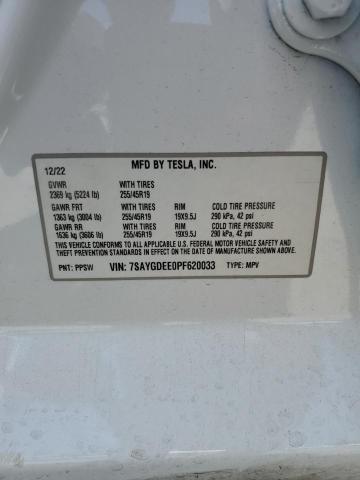 MFD BY TESLA, INC.
12/22
GVWR WITH TIRES
2369 kg (5224 lb) 255/45R19
GAWR FRT WITH TIRES RIM COLD TIRE PRESSURE
1363 kg (3004 lb) 255/45R19 19X9.5J 290 kPa, 42 psi
GAWR RR WITH TIRES RIM COLD TIRE PRESSURE
1636 kg (3606 lb) 255/45R19 19X9.5J 290 kPa, 42 psi
THIS VEHICLE CONFORMS TO ALL APPLICABLE U.S. FEDERAL MOTOR VEHICLE SAFETY AND
THEFT PREVENTION STANDARDS IN EFFECT ON THE DATE OF MANUFACTURE SHOWN ABOVE.
PNT: PPSW VIN: 7SAYGDEE0PF620033 TYPE: MPV